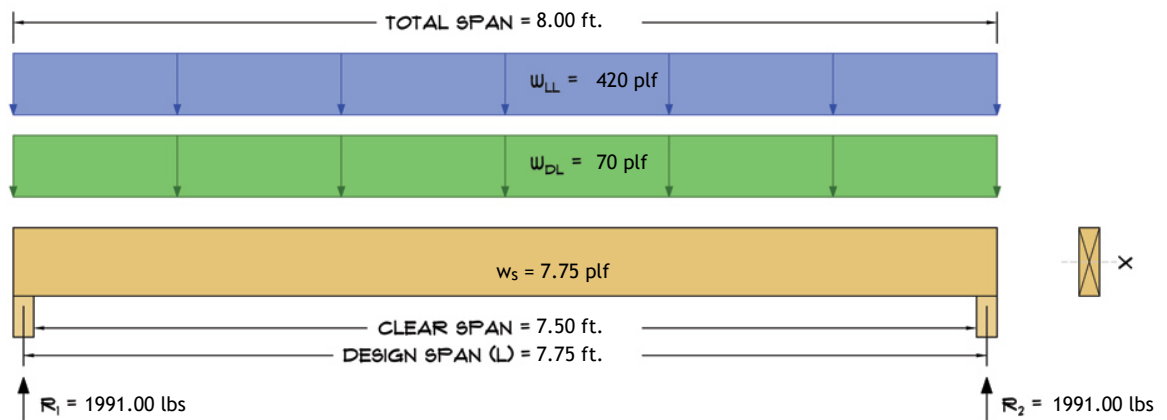 TOTAL SPAN = 8.00 ft.
WLL = 420 plf
WDL = 70 plf
ws = 7.75 plf
X
CLEAR SPAN = 7.50 ft.
DESIGN SPAN (L) = 7.75 ft.
R1 = 1991.00 lbs
R2 = 1991.00 lbs